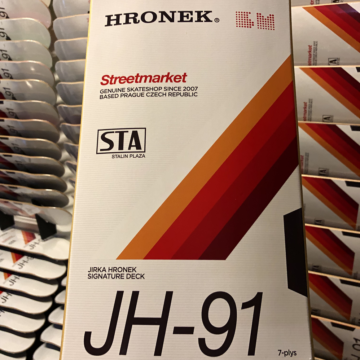 HRONEK®
Streetmarket
GENUINE SKATESHOP SINCE 2007
BASED PRAGUE CZECH REPUBLIC
STA
STALIN PLAZA
JIRKA HRONEK
SIGNATURE DECK
JH-91
7-plys